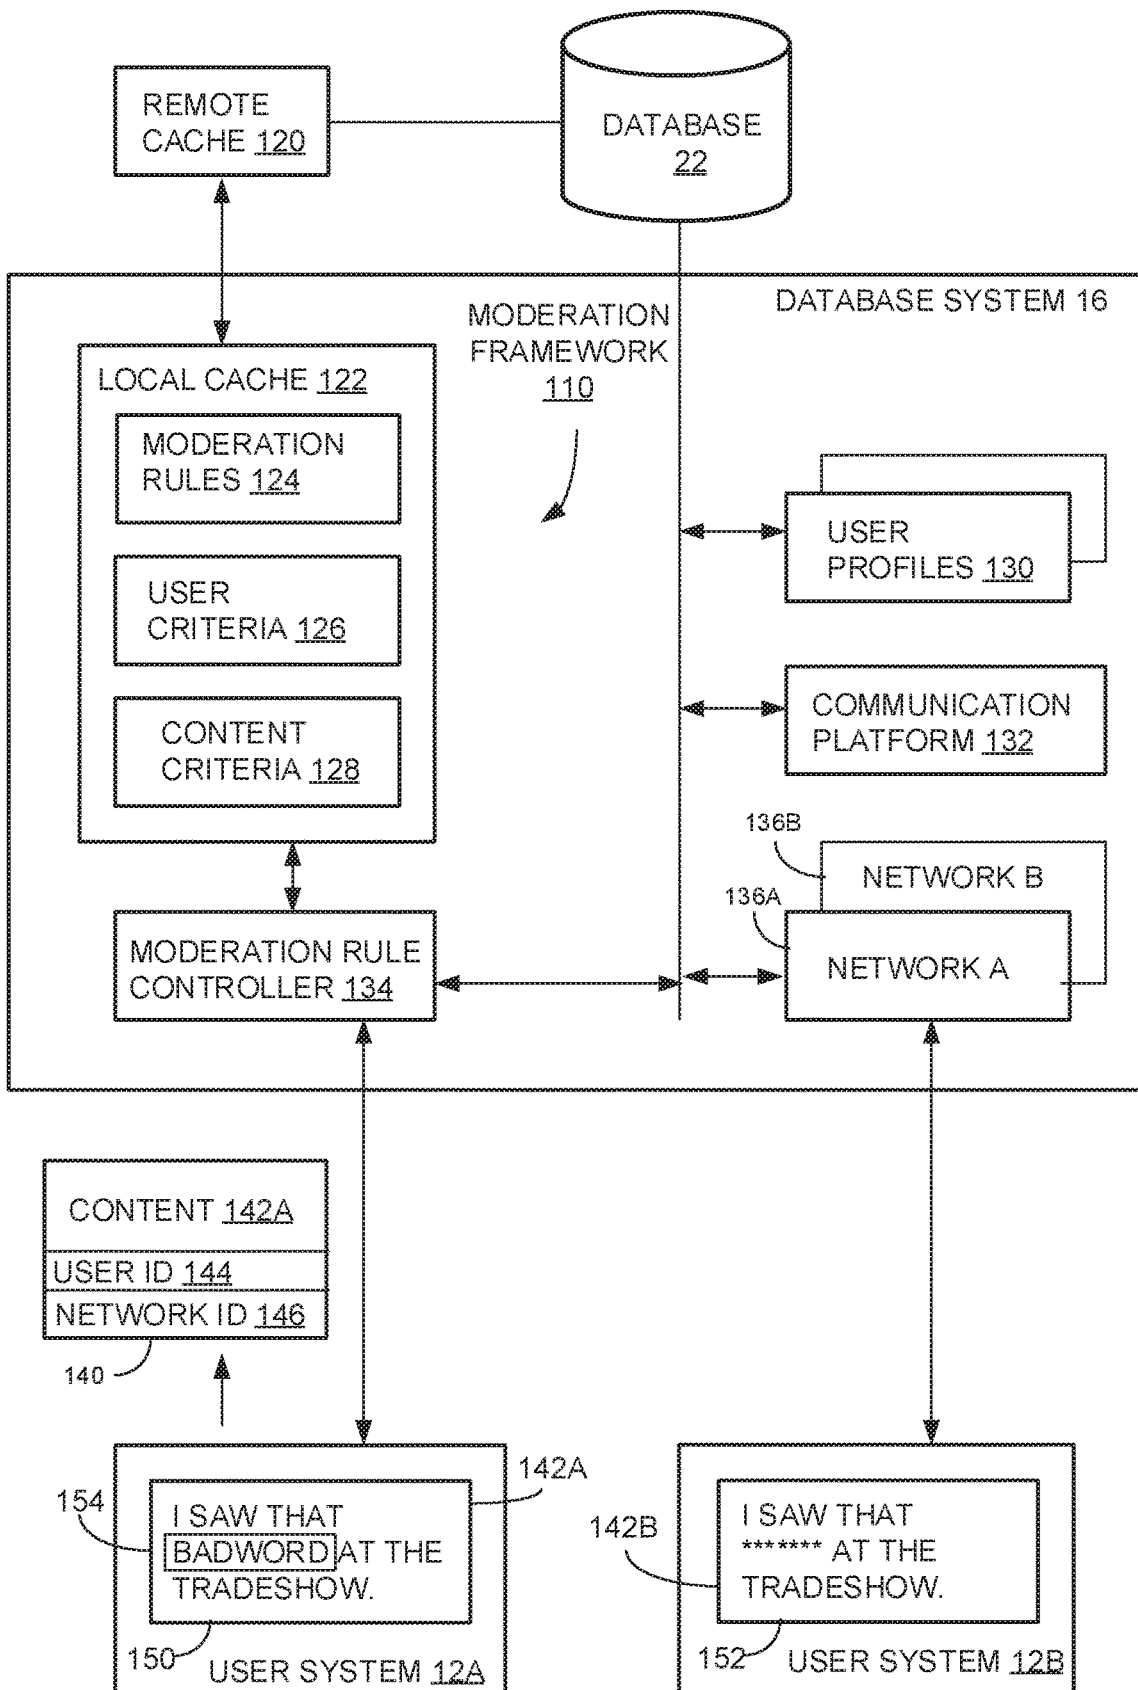 REMOTE
CACHE 120
DATABASE
22
DATABASE SYSTEM 16
MODERATION
FRAMEWORK
110
LOCAL CACHE 122
MODERATION
RULES 124
USER
CRITERIA 126
CONTENT
CRITERIA 128
USER
PROFILES 130
COMMUNICATION
PLATFORM 132
136B
NETWORK B
136A
NETWORK A
MODERATION RULE
CONTROLLER 134
CONTENT 142A
USER ID 144
NETWORK ID 146
140
142A
154
I SAW THAT
BADWORD AT THE
TRADESHOW.
150
USER SYSTEM 12A
142B
I SAW THAT
******* AT THE
TRADESHOW.
152
USER SYSTEM 12B